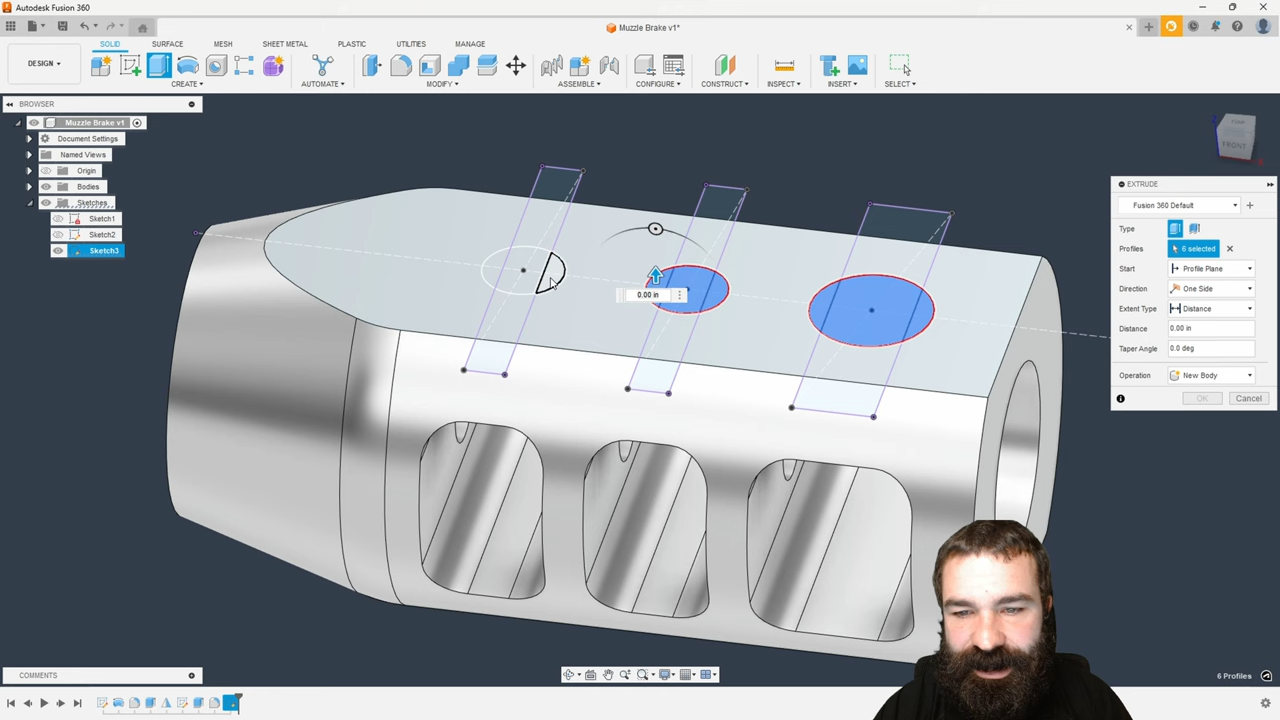 Autodesk Fusion 360
Muzzle Brake v1*
SOLID SURFACE MESH SHEET METAL PLASTIC UTILITIES MANAGE
DESIGN
CREATE AUTOMATE MODIFY ASSEMBLE CONFIGURE CONSTRUCT INSPECT INSERT SELECT
BROWSER
Muzzle Brake v1
Document Settings
Named Views
Origin
Bodies
Sketches
Sketch1
Sketch2
Sketch3
FRONT
0.00 in
EXTRUDE
Fusion 360 Default
Type
Profiles 6 selected
Start Profile Plane
Direction One Side
Extent Type Distance
Distance 0.00 in
Taper Angle 0.0 deg
Operation New Body
OK Cancel
COMMENTS
6 Profiles